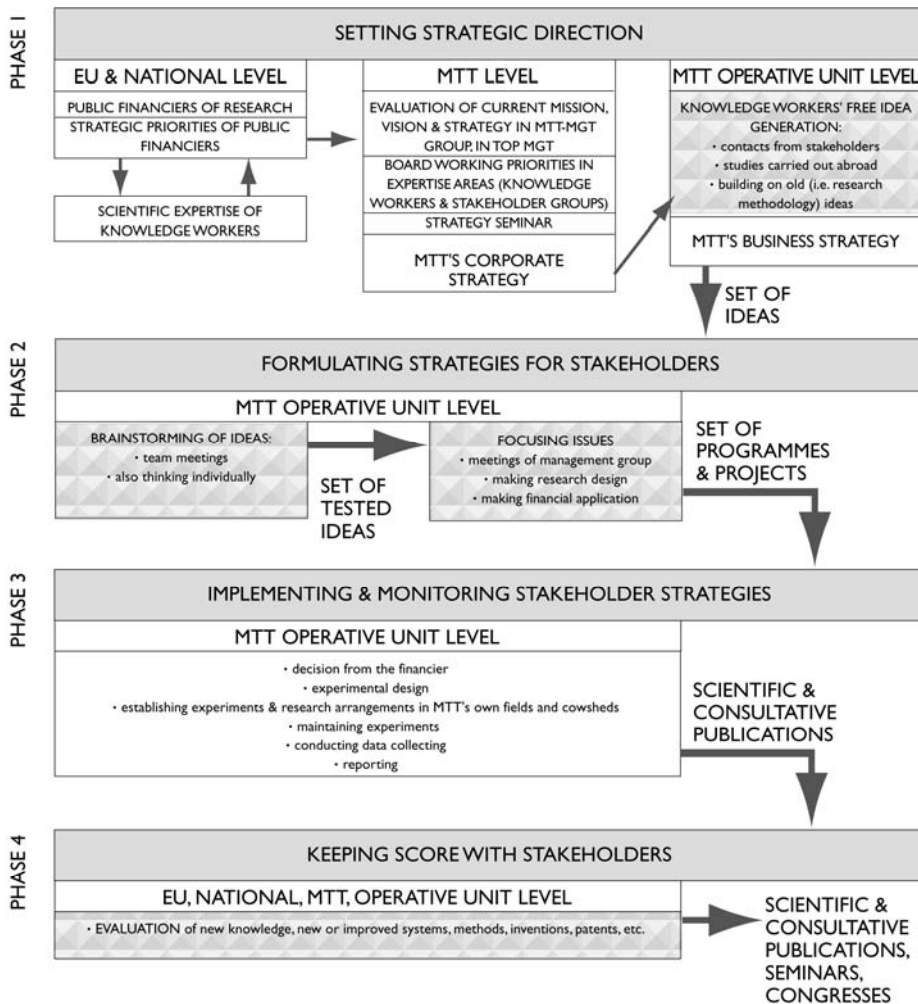 PHASE 1
SETTING STRATEGIC DIRECTION
EU & NATIONAL LEVEL
PUBLIC FINANCIERS OF RESEARCH
STRATEGIC PRIORITIES OF PUBLIC
FINANCIERS
SCIENTIFIC EXPERTISE OF
KNOWLEDGE WORKERS
MTT LEVEL
EVALUATION OF CURRENT MISSION,
VISION & STRATEGY IN MTT-MGT
GROUP, IN TOP MGT
BOARD WORKING PRIORITIES IN
EXPERTISE AREAS (KNOWLEDGE
WORKERS & STAKEHOLDER GROUPS)
STRATEGY SEMINAR
MTT'S CORPORATE
STRATEGY
MTT OPERATIVE UNIT LEVEL
KNOWLEDGE WORKERS' FREE IDEA
GENERATION:
• contacts from stakeholders
• studies carried out abroad
• building on old (i.e. research
methodology) ideas
MTT'S BUSINESS STRATEGY
SET OF
IDEAS
PHASE 2
FORMULATING STRATEGIES FOR STAKEHOLDERS
MTT OPERATIVE UNIT LEVEL
BRAINSTORMING OF IDEAS:
• team meetings
• also thinking individually
SET OF
TESTED
IDEAS
FOCUSING ISSUES
• meetings of management group
• making research design
• making financial application
SET OF
PROGRAMMES
& PROJECTS
PHASE 3
IMPLEMENTING & MONITORING STAKEHOLDER STRATEGIES
MTT OPERATIVE UNIT LEVEL
• decision from the financier
• experimental design
• establishing experiments & research arrangements in MTT's own fields and cowsheds
• maintaining experiments
• conducting data collecting
• reporting
SCIENTIFIC &
CONSULTATIVE
PUBLICATIONS
PHASE 4
KEEPING SCORE WITH STAKEHOLDERS
EU, NATIONAL, MTT, OPERATIVE UNIT LEVEL
• EVALUATION of new knowledge, new or improved systems, methods, inventions, patents, etc.
SCIENTIFIC &
CONSULTATIVE
PUBLICATIONS,
SEMINARS,
CONGRESSES